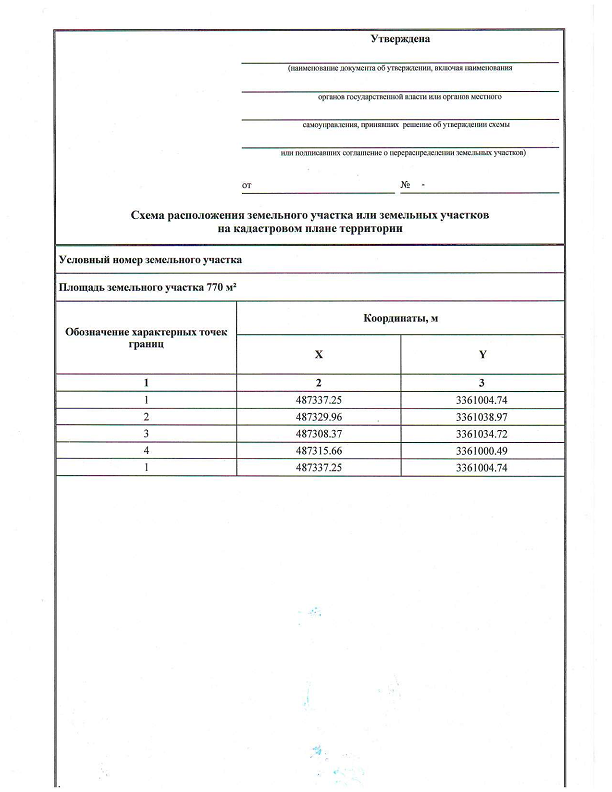 Утверждена
(наименование документа об утверждении, включая наименования
органов государственной власти или органов местного
самоуправления, принявших решение об утверждении схемы
или подписавших соглашение о перераспределении земельных участков)
от № -
Схема расположения земельного участка или земельных участков
на кадастровом плане территории
Условный номер земельного участка
Площадь земельного участка 770 м²
Обозначение характерных точек
границ
Координаты, м
X Y
1 2 3
1 487337.25 3361004.74
2 487329.96 3361038.97
3 487308.37 3361034.72
4 487315.66 3361000.49
1 487337.25 3361004.74